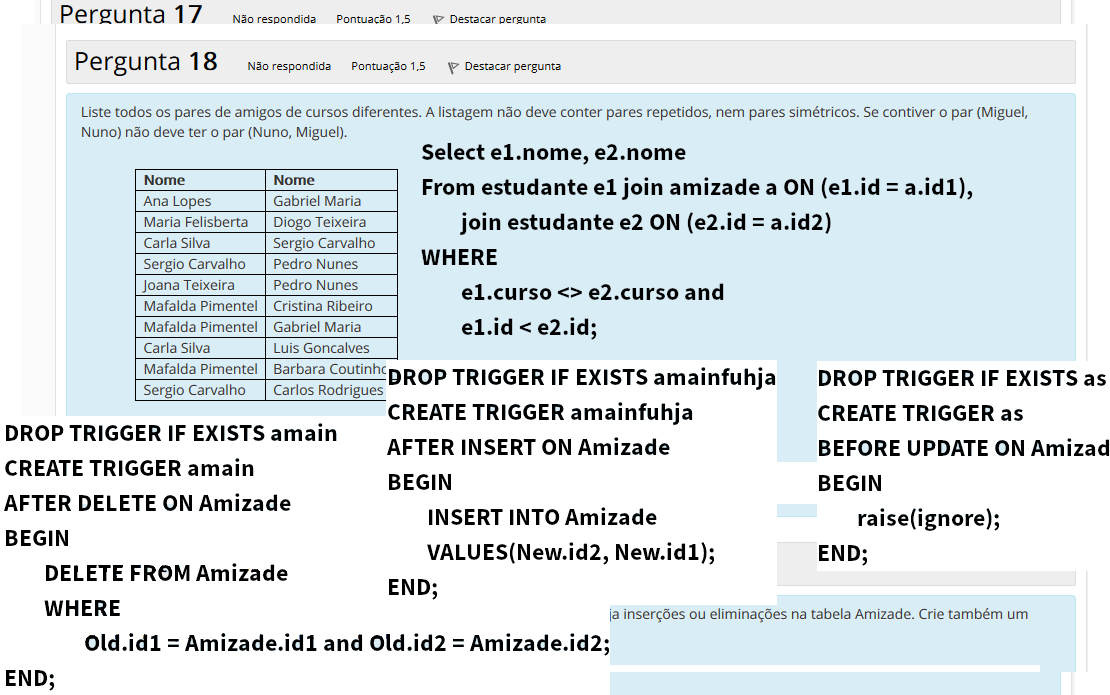 Pergunta 17 Não respondida Pontuação 1,5 Destacar pergunta
Pergunta 18 Não respondida Pontuação 1,5 Destacar pergunta
Liste todos os pares de amigos de cursos diferentes. A listagem não deve conter pares repetidos, nem pares simétricos. Se contiver o par (Miguel,
Nuno) não deve ter o par (Nuno, Miguel).
Nome Nome
Ana Lopes Gabriel Maria
Maria Felisberta Diogo Teixeira
Carla Silva Sergio Carvalho
Sergio Carvalho Pedro Nunes
Joana Teixeira Pedro Nunes
Mafalda Pimentel Cristina Ribeiro
Mafalda Pimentel Gabriel Maria
Carla Silva Luis Goncalves
Mafalda Pimentel Barbara Coutinho
Sergio Carvalho Carlos Rodrigues
Select e1.nome, e2.nome
From estudante e1 join amizade a ON (e1.id = a.id1),
join estudante e2 ON (e2.id = a.id2)
WHERE
e1.curso <> e2.curso and
e1.id < e2.id;
DROP TRIGGER IF EXISTS amain
CREATE TRIGGER amain
AFTER DELETE ON Amizade
BEGIN
DELETE FROM Amizade
WHERE
Old.id1 = Amizade.id1 and Old.id2 = Amizade.id2;
END;
DROP TRIGGER IF EXISTS amainfuhja
CREATE TRIGGER amainfuhja
AFTER INSERT ON Amizade
BEGIN
INSERT INTO Amizade
VALUES(New.id2, New.id1);
END;
DROP TRIGGER IF EXISTS as
CREATE TRIGGER as
BEFORE UPDATE ON Amizad
BEGIN
raise(ignore);
END;
ja inserções ou eliminações na tabela Amizade. Crie também um